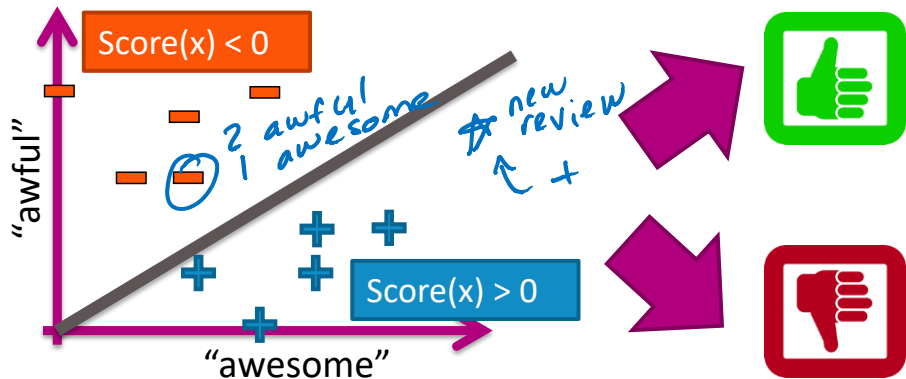 Score(x) < 0
2 awful
1 awesome
new
review
+
“awful”
Score(x) > 0
“awesome”